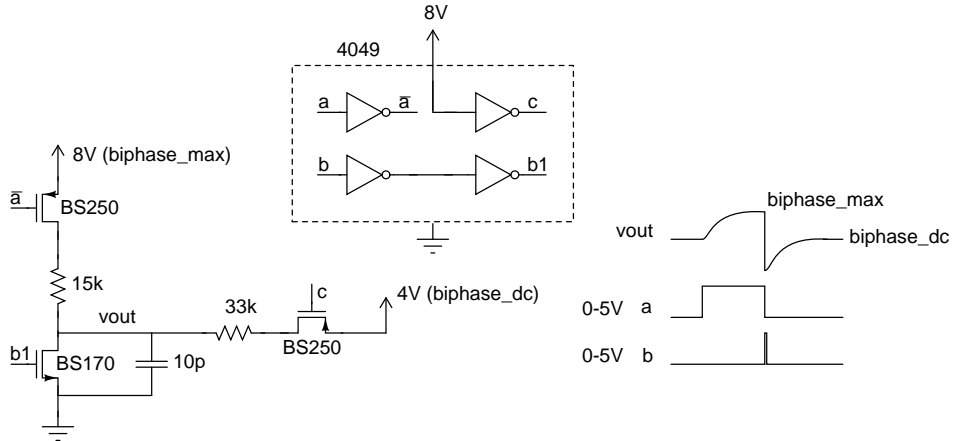 8V
4049
a
a̅
c
b
b1
8V (biphase_max)
a̅
BS250
15k
vout
33k
c
4V (biphase_dc)
BS250
b1
BS170
10p
biphase_max
vout
biphase_dc
0-5V a
0-5V b